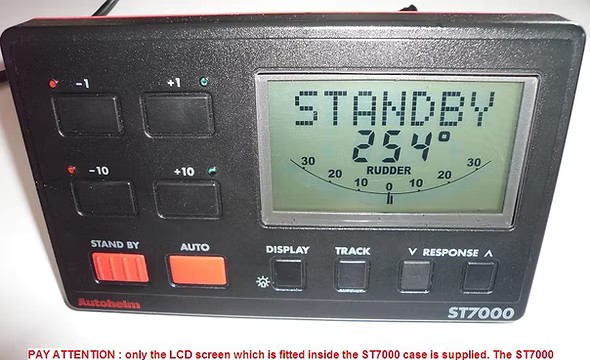 -1 +1
STANDBY
254°
-10 +10
RUDDER
30 20 10 0 10 20 30
STAND BY AUTO DISPLAY TRACK RESPONSE
Autohelm
ST7000
PAY ATTENTION : only the LCD screen which is fitted inside the ST7000 case is supplied. The ST7000